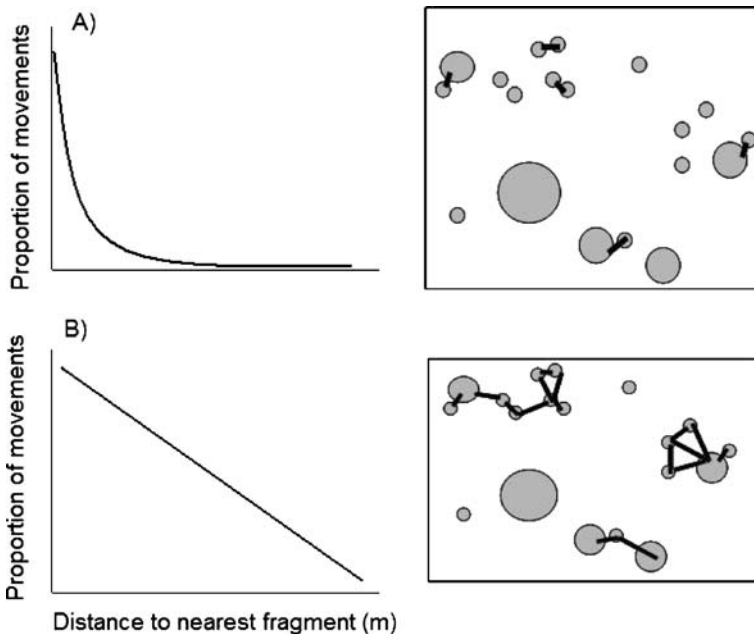 A)
Proportion of movements
B)
Proportion of movements
Distance to nearest fragment (m)